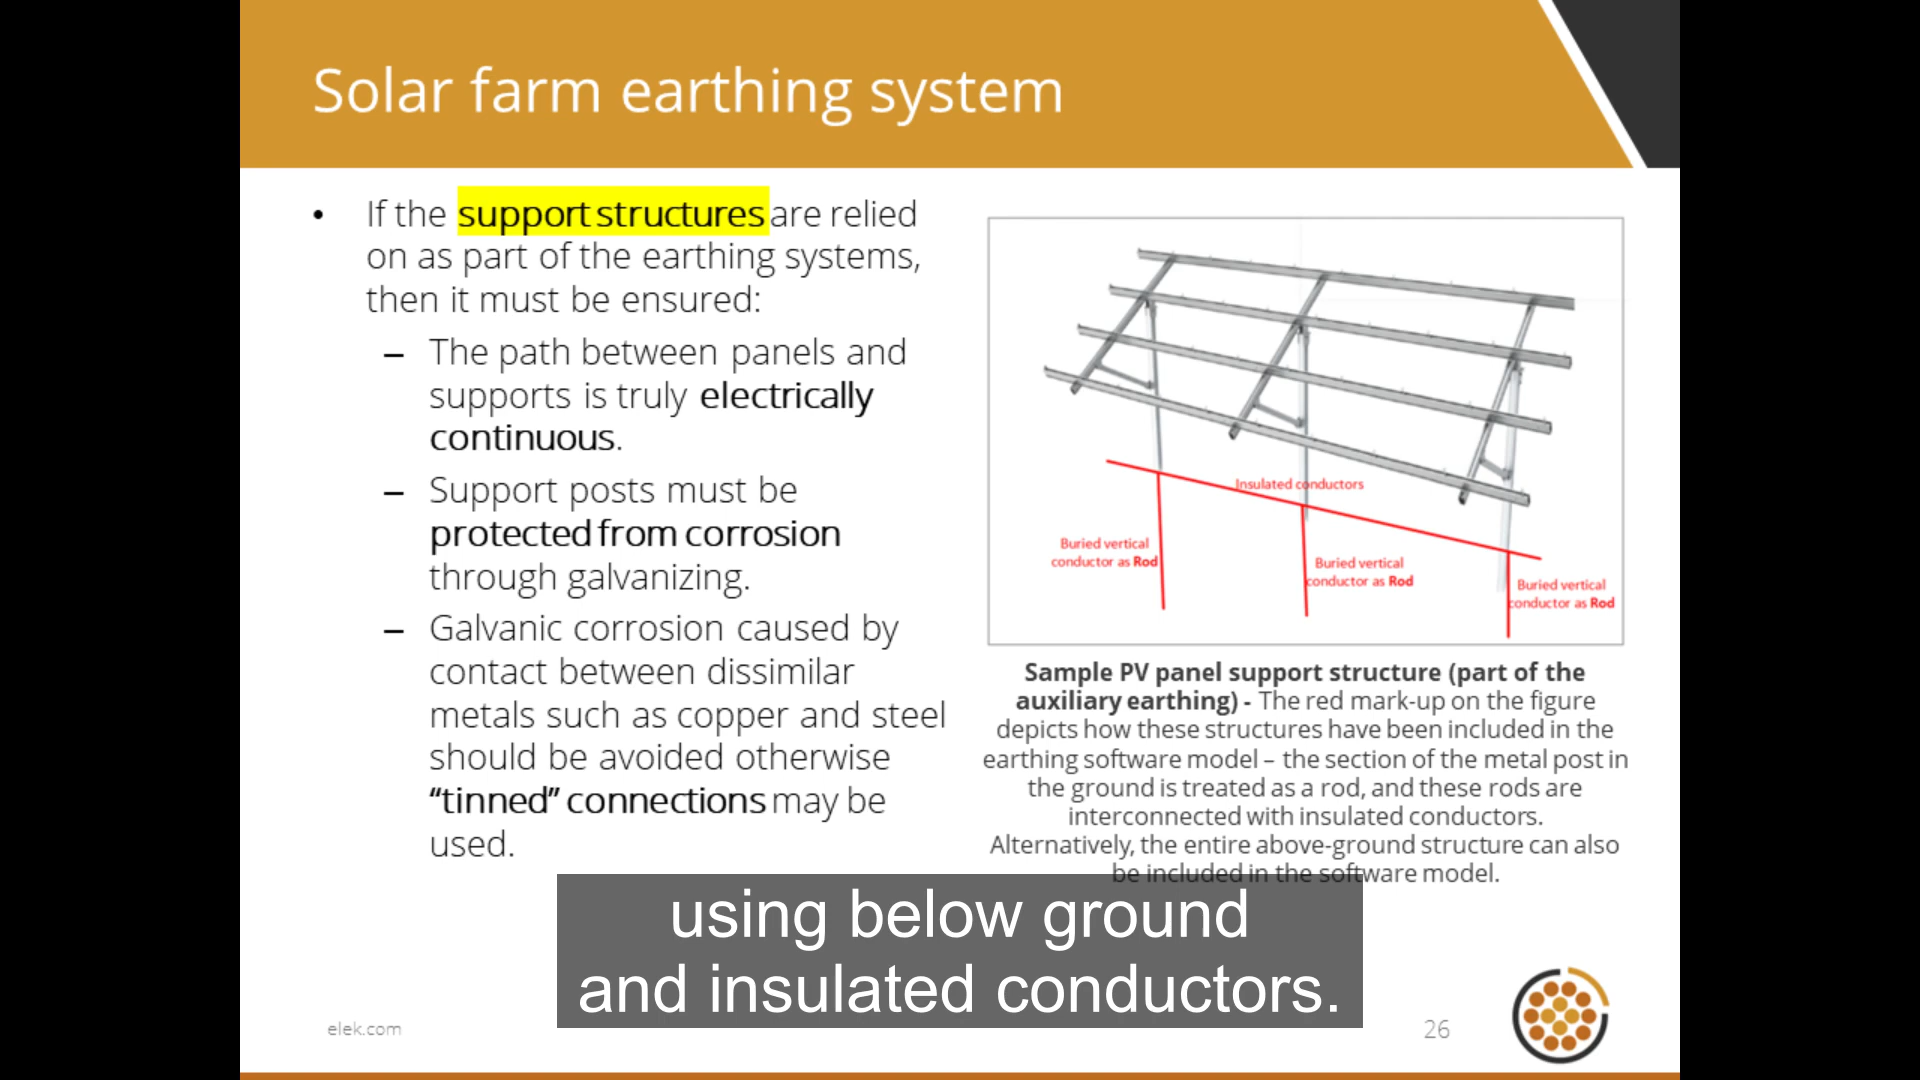 Solar farm earthing system
• If the support structures are relied
on as part of the earthing systems,
then it must be ensured:
– The path between panels and
supports is truly electrically
continuous.
– Support posts must be
protected from corrosion
through galvanizing.
– Galvanic corrosion caused by
contact between dissimilar
metals such as copper and steel
should be avoided otherwise
“tinned” connections may be
used.
Insulated conductors
Buried vertical
conductor as Rod
Buried vertical
conductor as Rod
Buried vertical
conductor as Rod
Sample PV panel support structure (part of the
auxiliary earthing) - The red mark-up on the figure
depicts how these structures have been included in the
earthing software model – the section of the metal post in
the ground is treated as a rod, and these rods are
interconnected with insulated conductors.
Alternatively, the entire above-ground structure can also
be included in the software model.
using below ground
and insulated conductors.
elek.com
26